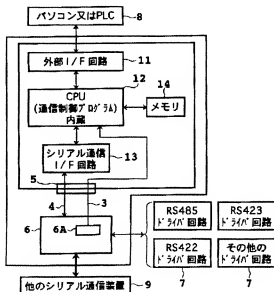 パソコン又はPLC
8
外部I/F回路
11
12
14
CPU
(通信制御プログラム)
内蔵
メモリ
シリアル通信
I/F回路
13
5
4
3
6
6A
RS485
ドライバ回路
RS423
ドライバ回路
RS422
ドライバ回路
その他の
ドライバ回路
7
7
他のシリアル通信装置
9